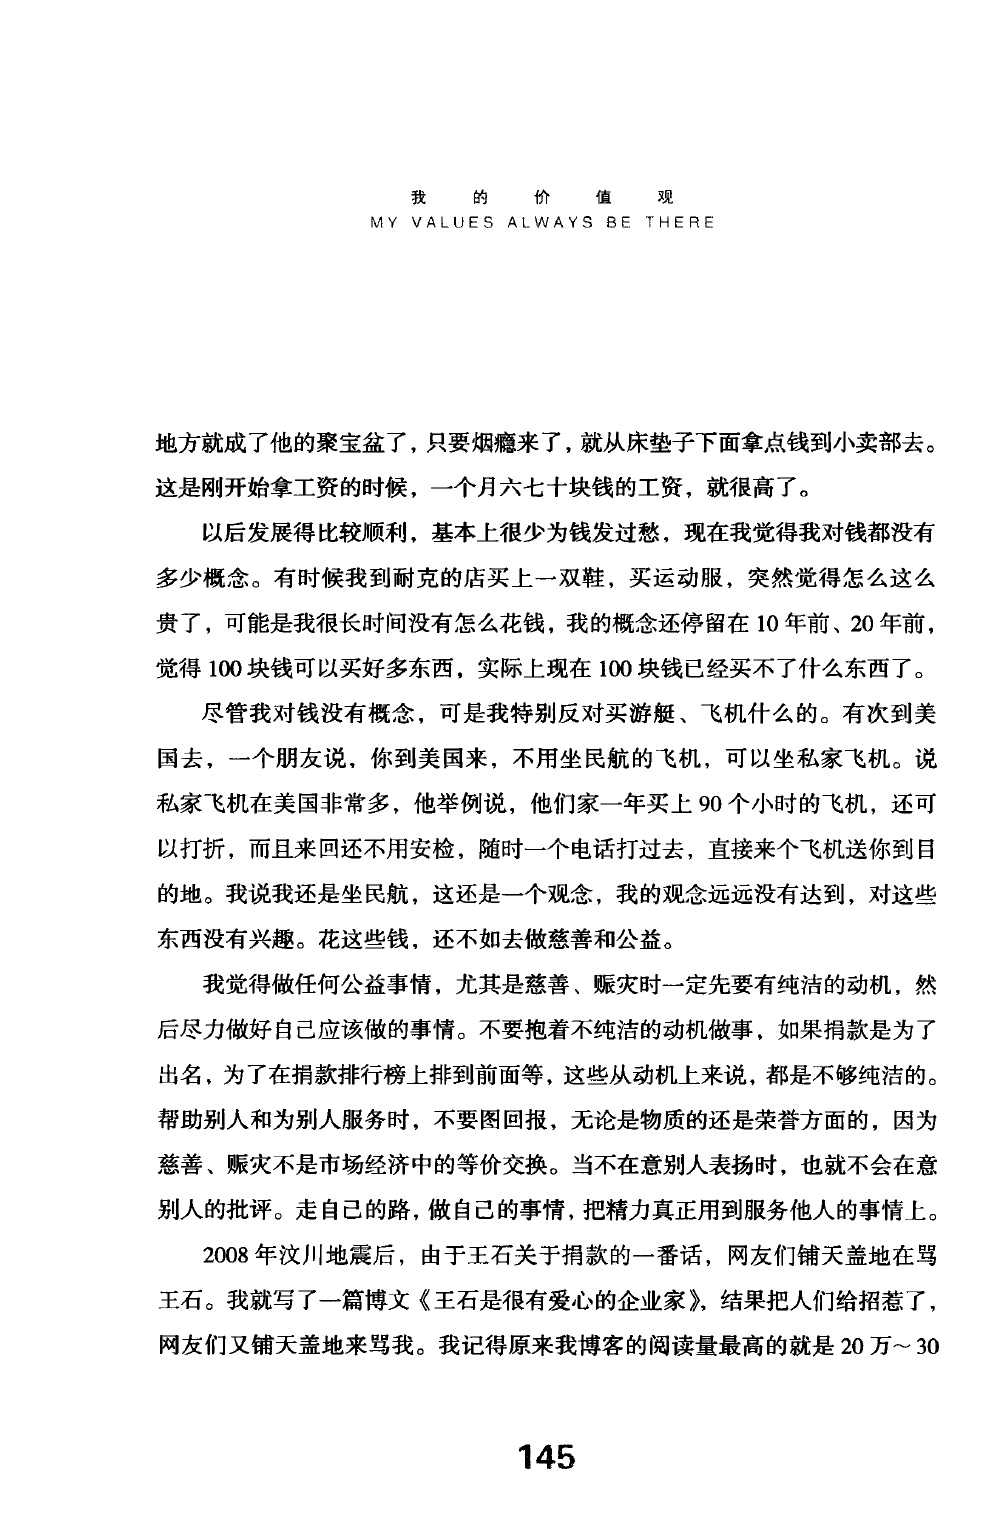 我的价值观
MY VALUES ALWAYS BE THERE
地方就成了他的聚宝盆了，只要烟瘾来了，就从床垫子下面拿点钱到小卖部去。
这是刚开始拿工资的时候，一个月六七十块钱的工资，就很高了。
以后发展得比较顺利，基本上很少为钱发过愁，现在我觉得我对钱都没有
多少概念。有时候我到耐克的店买上一双鞋，买运动服，突然觉得怎么这么
贵了，可能是我很长时间没有怎么花钱，我的概念还停留在 10 年前、20 年前，
觉得 100 块钱可以买好多东西，实际上现在 100 块钱已经买不了什么东西了。
尽管我对钱没有概念，可是我特别反对买游艇、飞机什么的。有次到美
国去，一个朋友说，你到美国来，不用坐民航的飞机，可以坐私家飞机。说
私家飞机在美国非常多，他举例说，他们家一年买上 90 个小时的飞机，还可
以打折，而且来回还不用安检，随时一个电话打过去，直接来个飞机送你到目
的地。我说我还是坐民航，这还是一个观念，我的观念远远没有达到，对这些
东西没有兴趣。花这些钱，还不如去做慈善和公益。
我觉得做任何公益事情，尤其是慈善、赈灾时一定先要有纯洁的动机，然
后尽力做好自己应该做的事情。不要抱着不纯洁的动机做事，如果捐款是为了
出名，为了在捐款排行榜上排到前面等，这些从动机上来说，都是不够纯洁的。
帮助别人和为别人服务时，不要图回报，无论是物质的还是荣誉方面的，因为
慈善、赈灾不是市场经济中的等价交换。当不在意别人表扬时，也就不会在意
别人的批评。走自己的路，做自己的事情，把精力真正用到服务他人的事情上。
2008 年汶川地震后，由于王石关于捐款的一番话，网友们铺天盖地在骂
王石。我就写了一篇博文《王石是很有爱心的企业家》，结果把人们给招惹了，
网友们又铺天盖地来骂我。我记得原来我博客的阅读量最高的就是 20 万～30
145